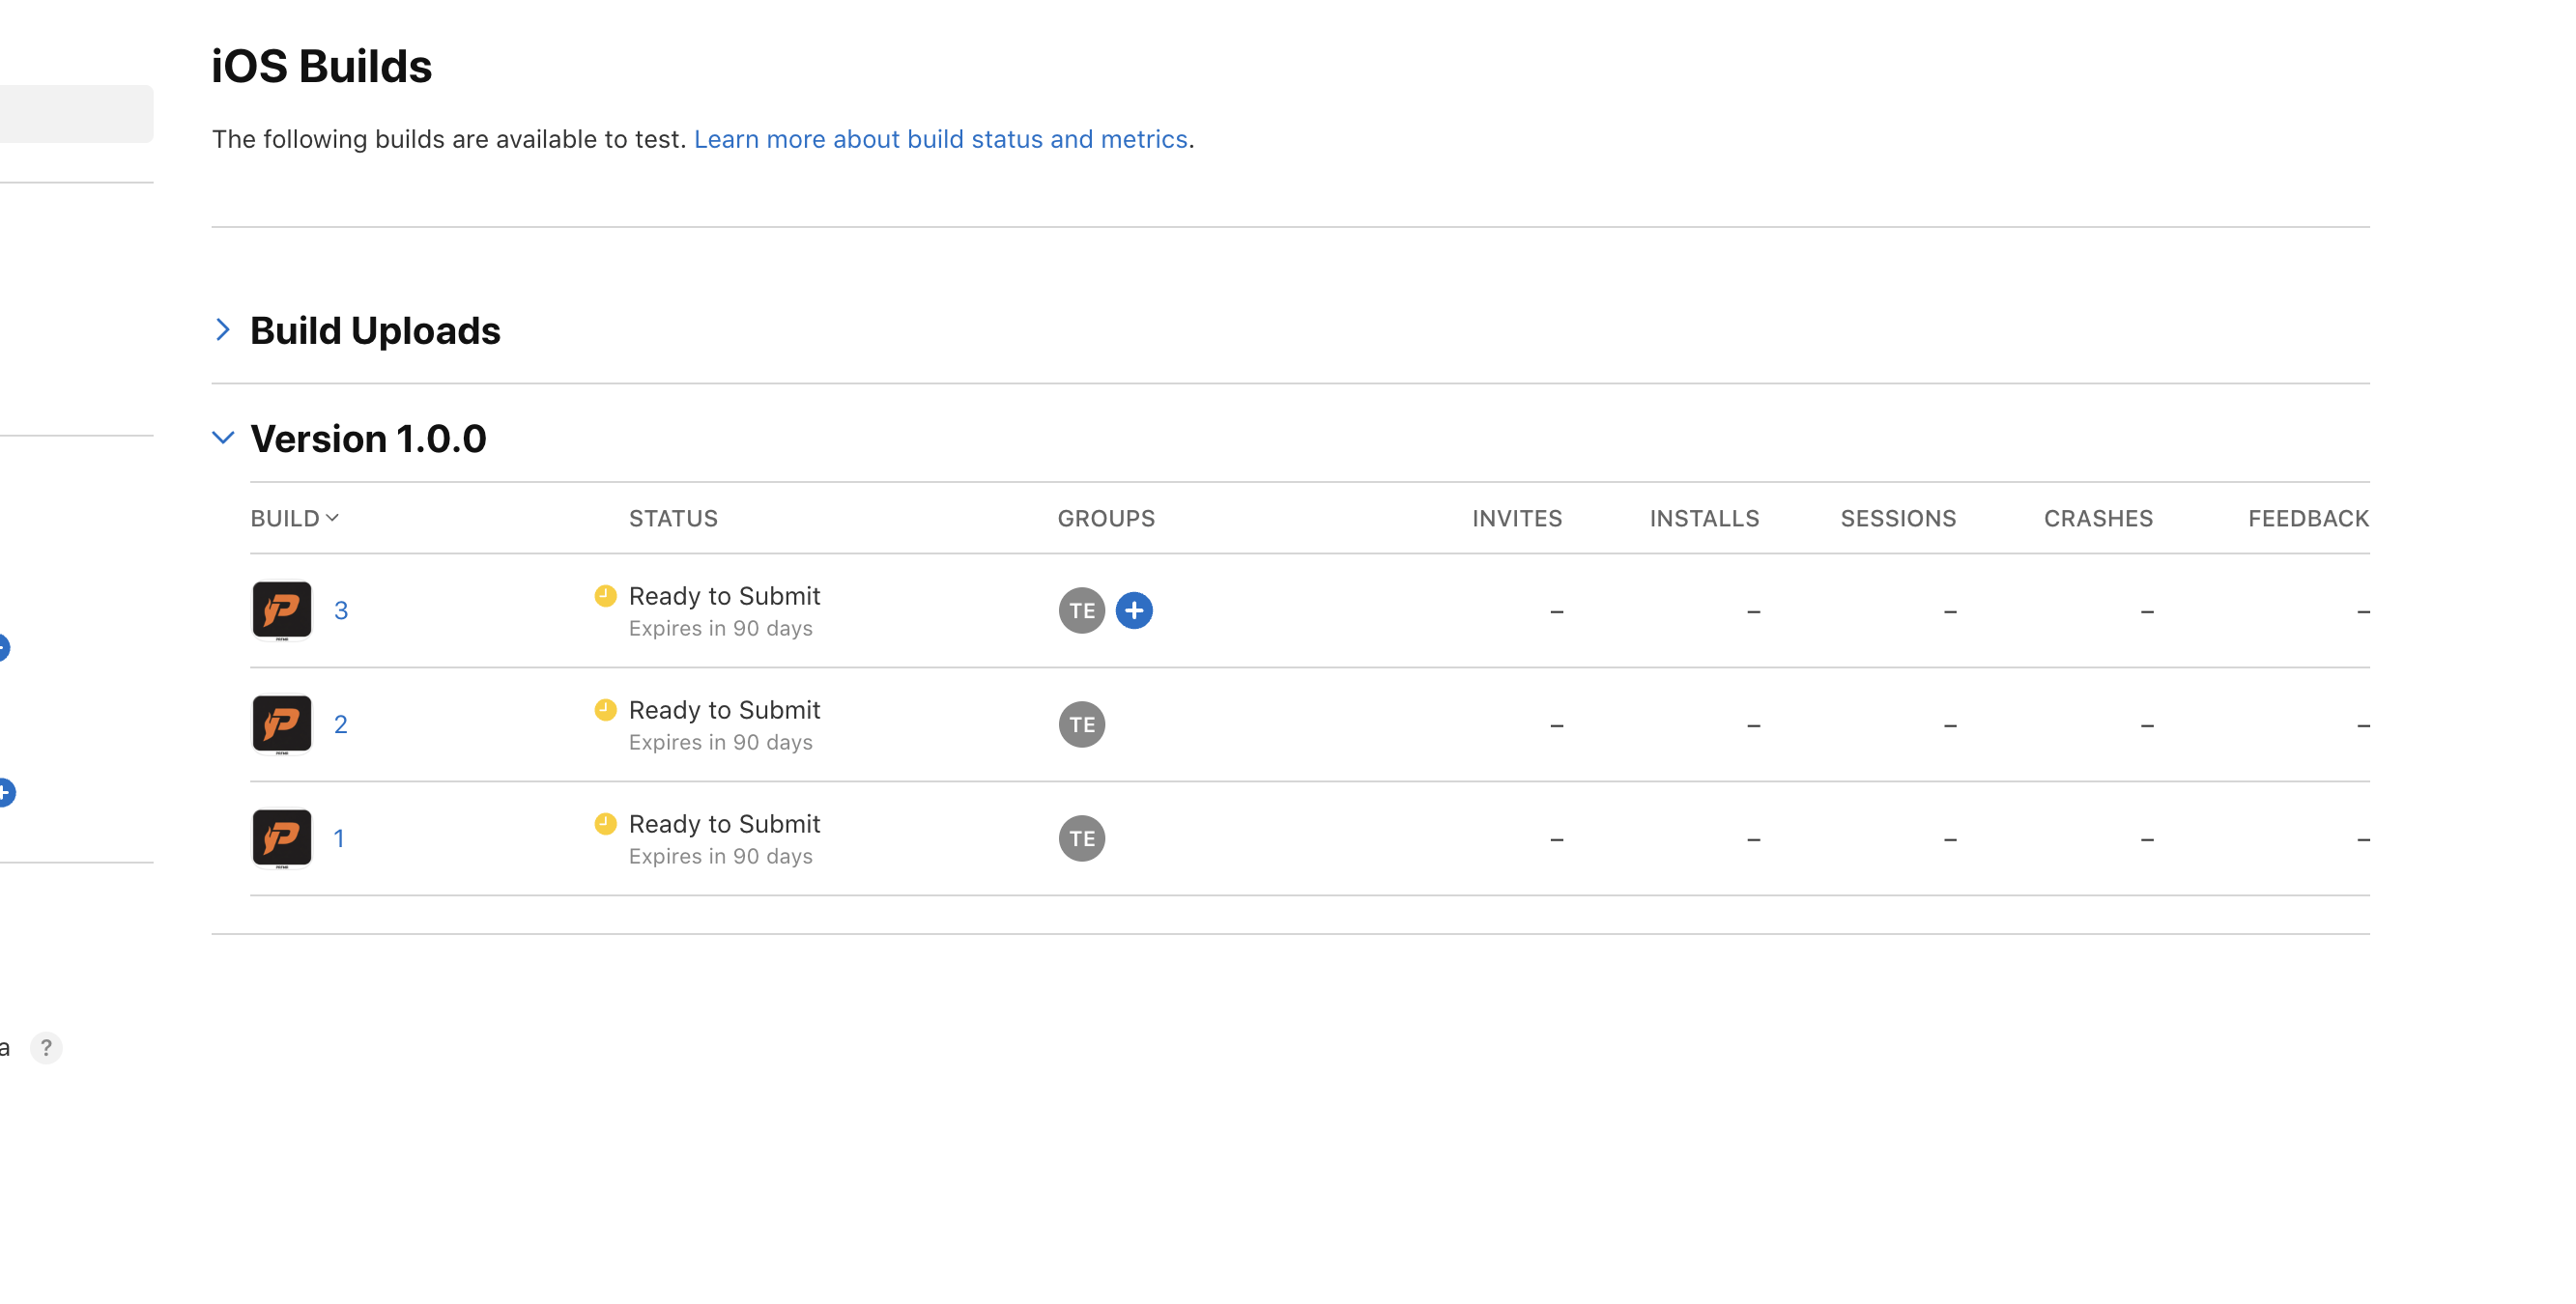 iOS Builds
The following builds are available to test. Learn more about build status and metrics.
Build Uploads
Version 1.0.0
BUILD STATUS GROUPS INVITES INSTALLS SESSIONS CRASHES FEEDBACK
3 Ready to Submit TE – – – – –
Expires in 90 days
2 Ready to Submit TE – – – – –
Expires in 90 days
1 Ready to Submit TE – – – – –
Expires in 90 days
a ?